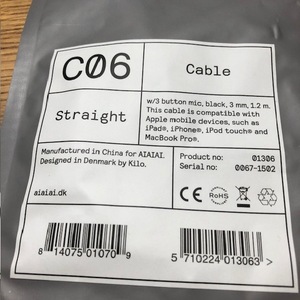 C06
Cable
Straight
w/3 button mic, black, 3 mm, 1.2 m.
This cable is compatible with
Apple mobile devices, such as
iPad®, iPhone®, iPod touch® and
MacBook Pro®.
Manufactured in China for AIAIAI.
Designed in Denmark by Kilo.
aiaiai.dk
Product no: 01306
Serial no: 0067-1502
CE
RoHS
8 14075 01070 9
5 710224 013063 >